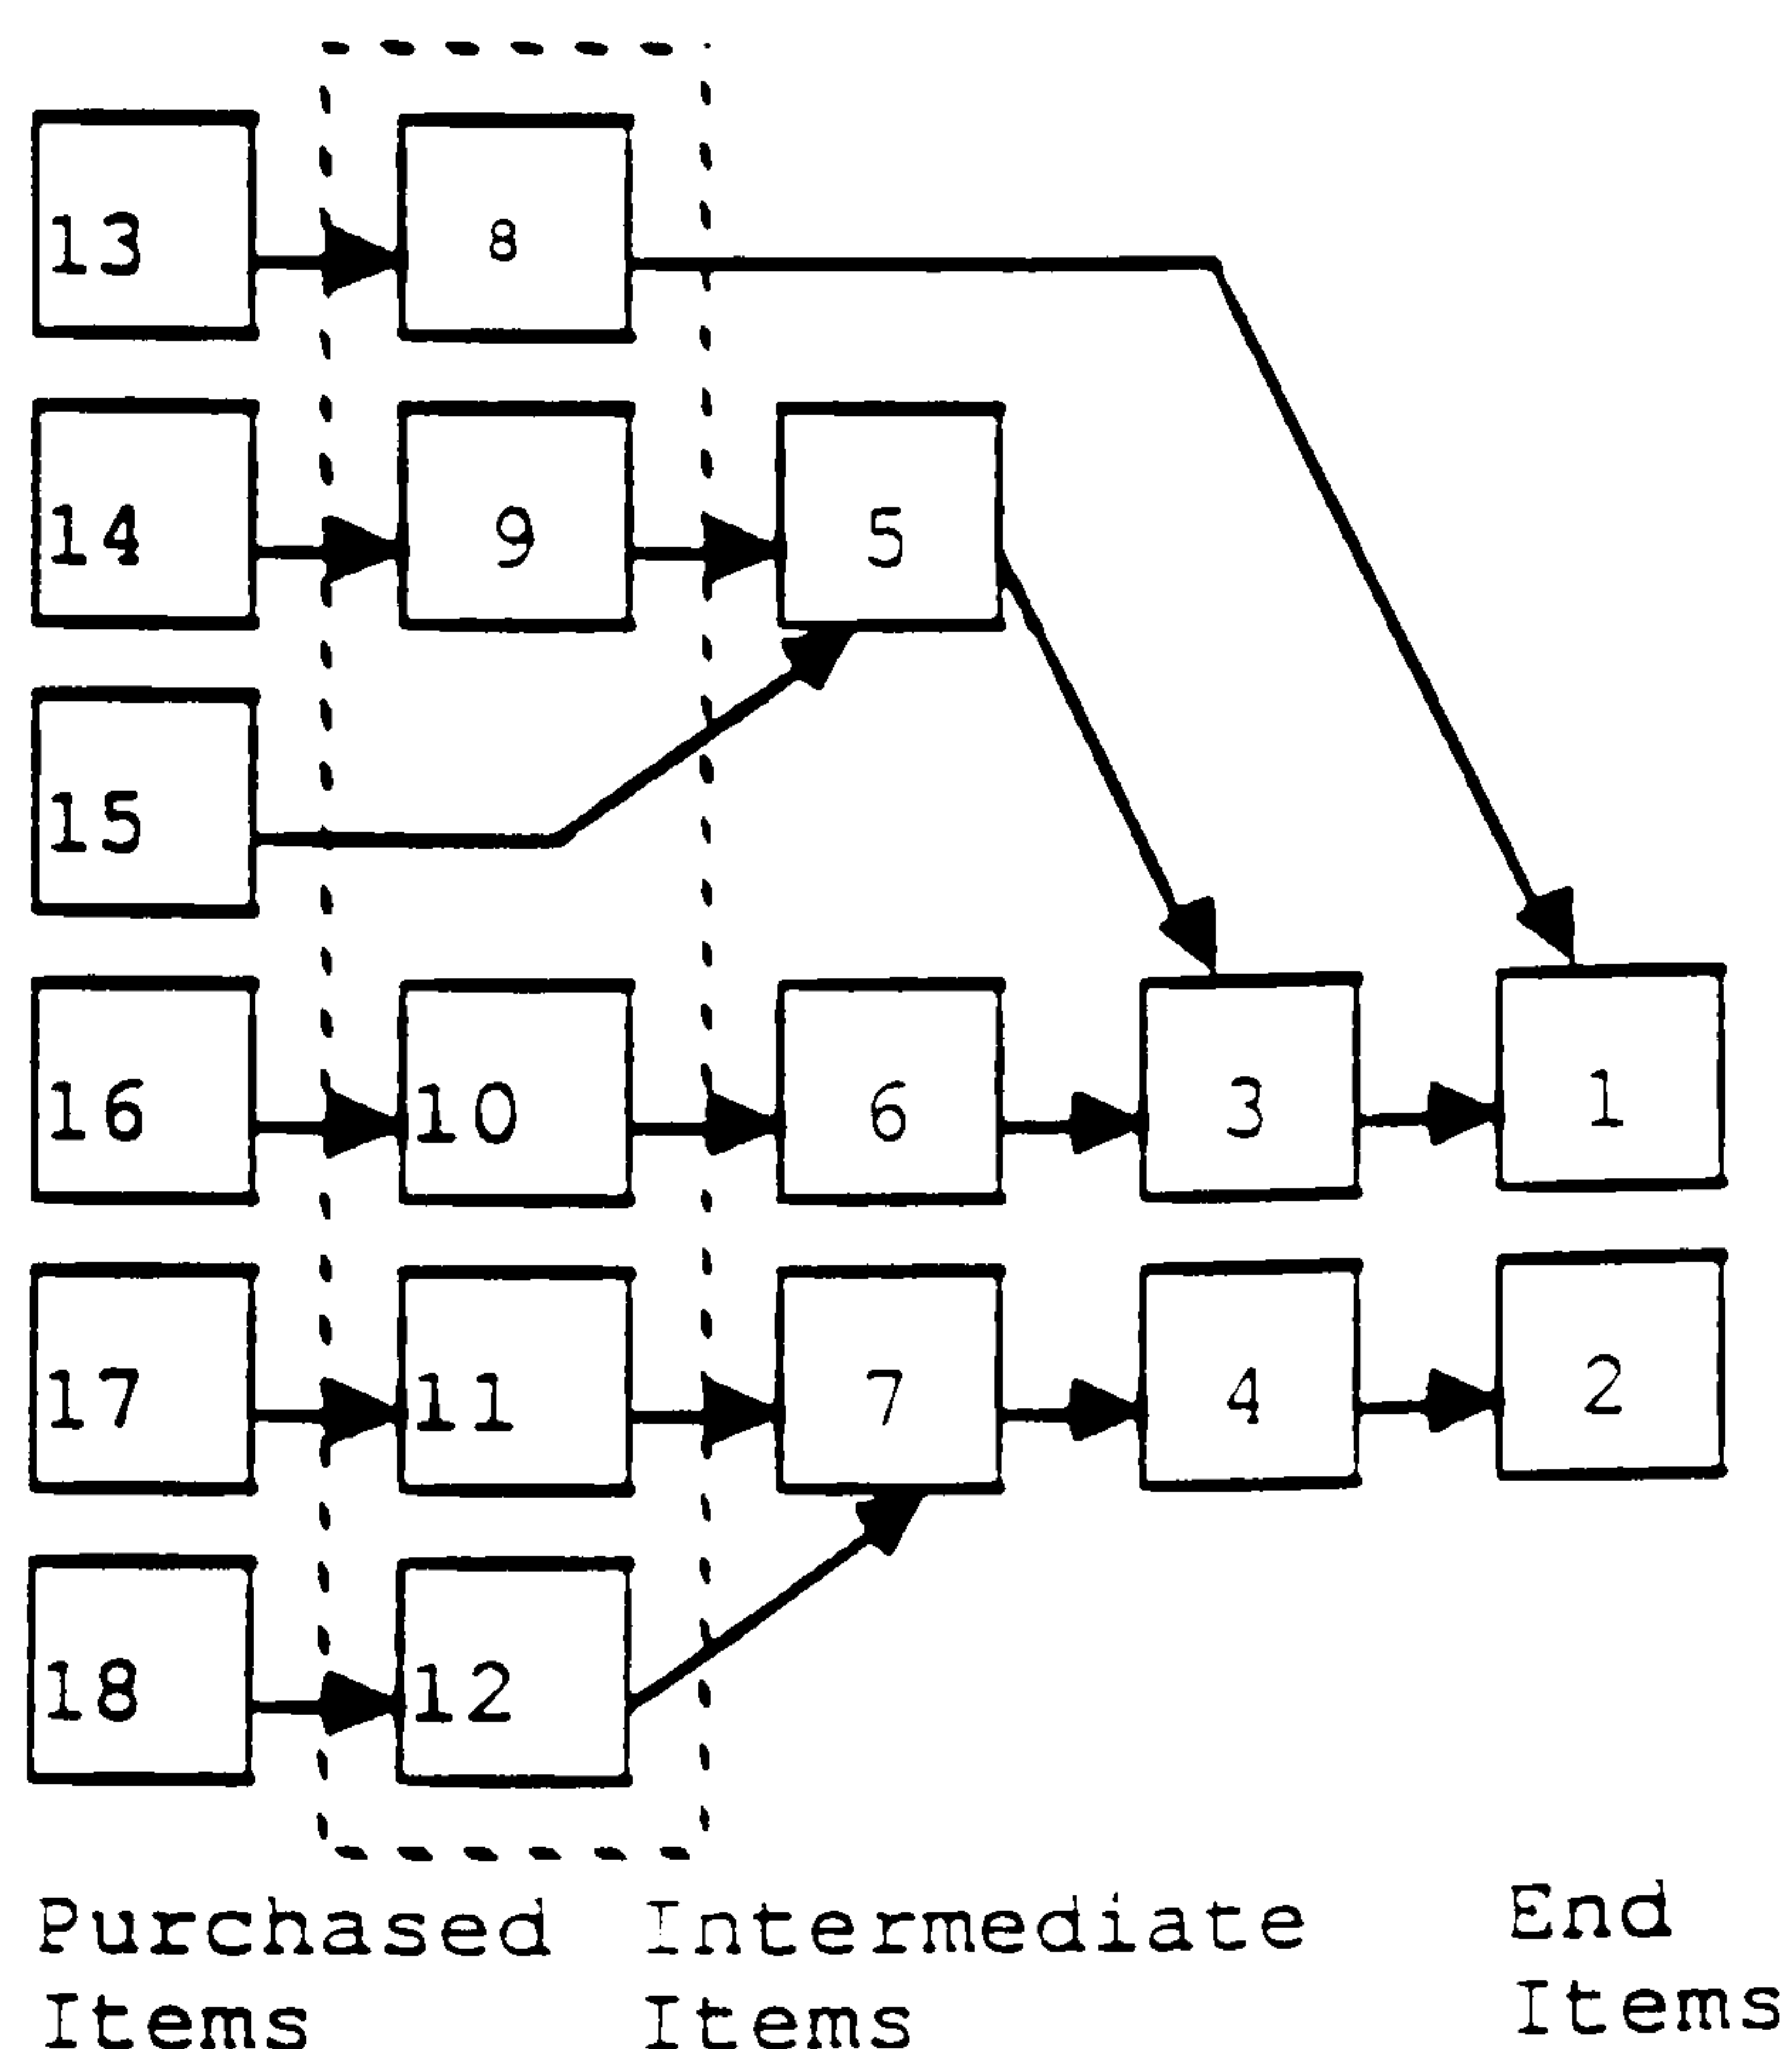 13 8
14 9 5
15
16 10 6 3 1
17 11 7 4 2
18 12
Purchased Intermediate End
Items Items Items